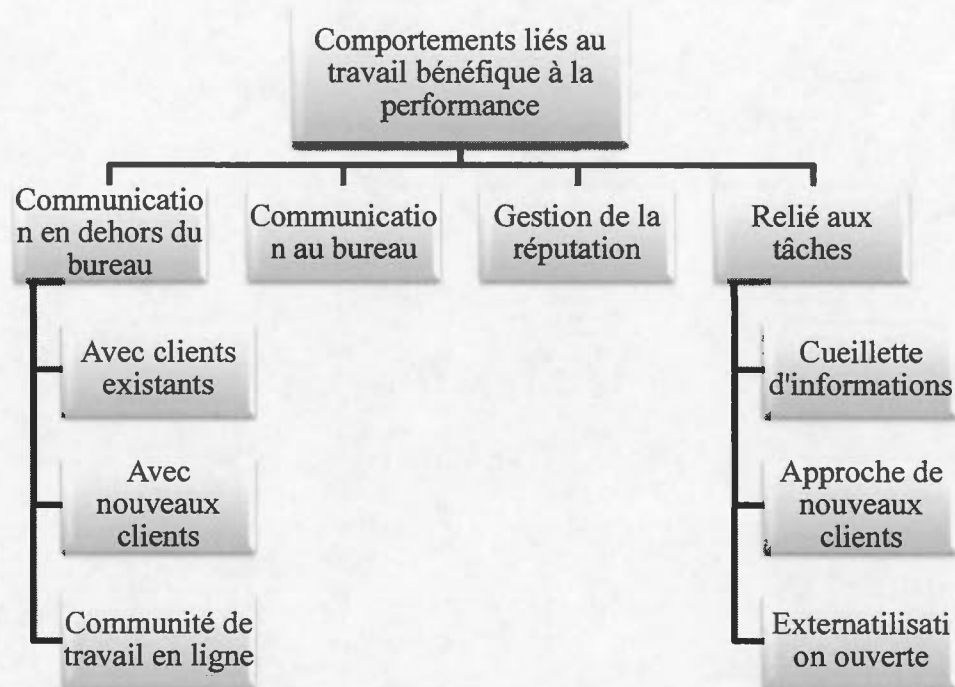 Comportements liés au
travail bénéfique à la
performance
Communicatio
n en dehors du
bureau
Communicatio
n au bureau
Gestion de la
réputation
Relié aux
tâches
Avec clients
existants
Avec
nouveaux
clients
Communité de
travail en ligne
Cueillette
d'informations
Approche de
nouveaux
clients
Externatilisati
on ouverte